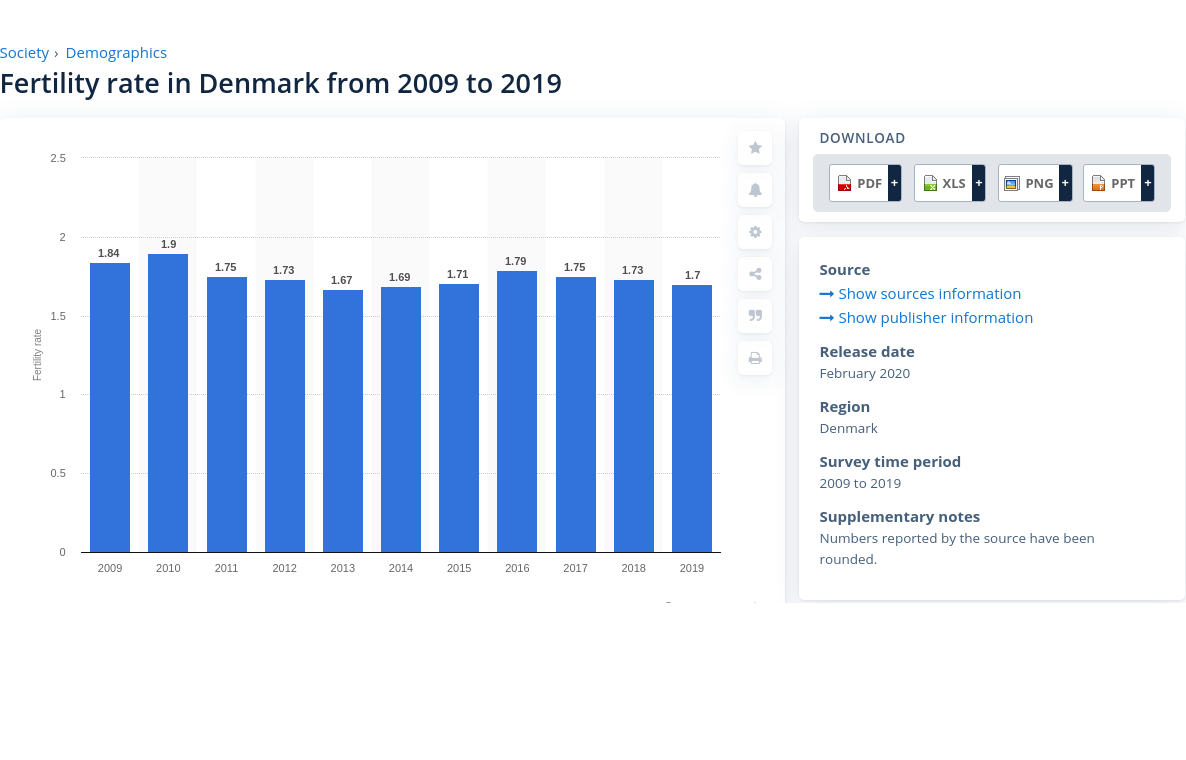 Society › Demographics
Fertility rate in Denmark from 2009 to 2019
2.5
2
1.5
1
0.5
0
Fertility rate
1.84
1.9
1.75
1.73
1.67
1.69
1.71
1.79
1.75
1.73
1.7
2009
2010
2011
2012
2013
2014
2015
2016
2017
2018
2019
DOWNLOAD
PDF +
XLS +
PNG +
PPT +
Source
Show sources information
Show publisher information
Release date
February 2020
Region
Denmark
Survey time period
2009 to 2019
Supplementary notes
Numbers reported by the source have been
rounded.